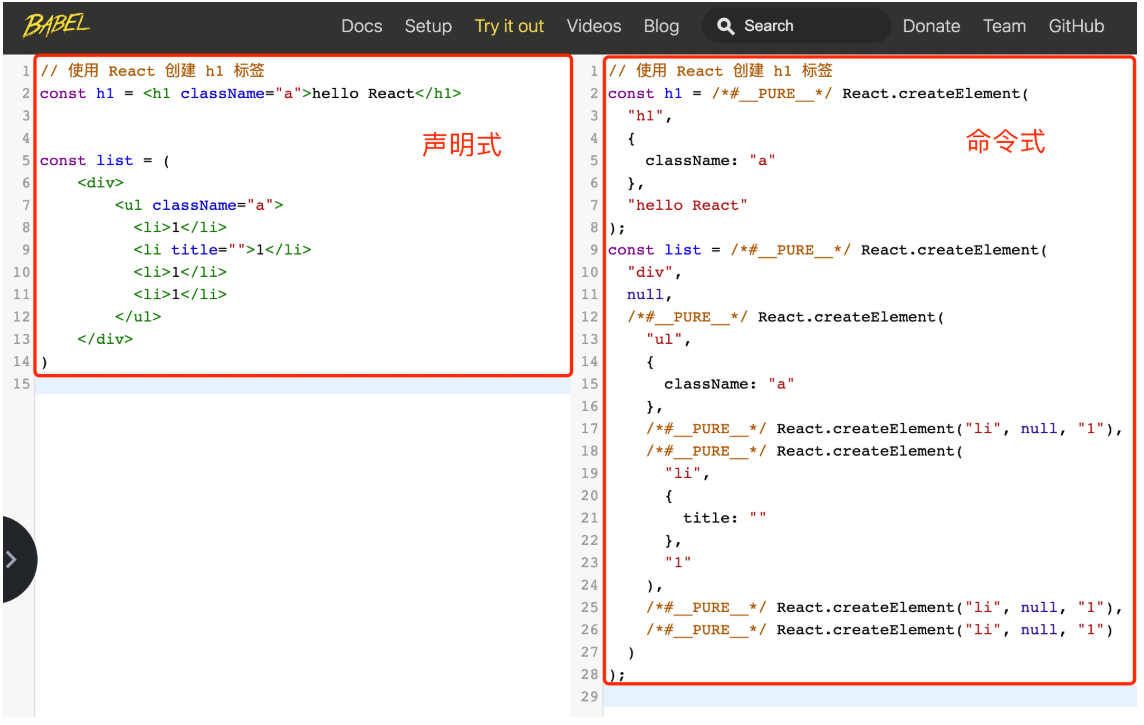 BABEL Docs Setup Try it out Videos Blog Search Donate Team GitHub
1 // 使用 React 创建 h1 标签
2 const h1 = <h1 className="a">hello React</h1>
3
4
声明式
5 const list = (
6     <div>
7         <ul className="a">
8           <li>1</li>
9           <li title="">1</li>
10           <li>1</li>
11           <li>1</li>
12         </ul>
13     </div>
14 )
15
1 // 使用 React 创建 h1 标签
2 const h1 = /*#__PURE__*/ React.createElement(
3   "h1",
4   {
命令式
5     className: "a"
6   },
7   "hello React"
8 );
9 const list = /*#__PURE__*/ React.createElement(
10   "div",
11   null,
12   /*#__PURE__*/ React.createElement(
13     "ul",
14     {
15       className: "a"
16     },
17     /*#__PURE__*/ React.createElement("li", null, "1"),
18     /*#__PURE__*/ React.createElement(
19       "li",
20       {
21         title: ""
22       },
23       "1"
24     ),
25     /*#__PURE__*/ React.createElement("li", null, "1"),
26     /*#__PURE__*/ React.createElement("li", null, "1")
27   )
28 );
29